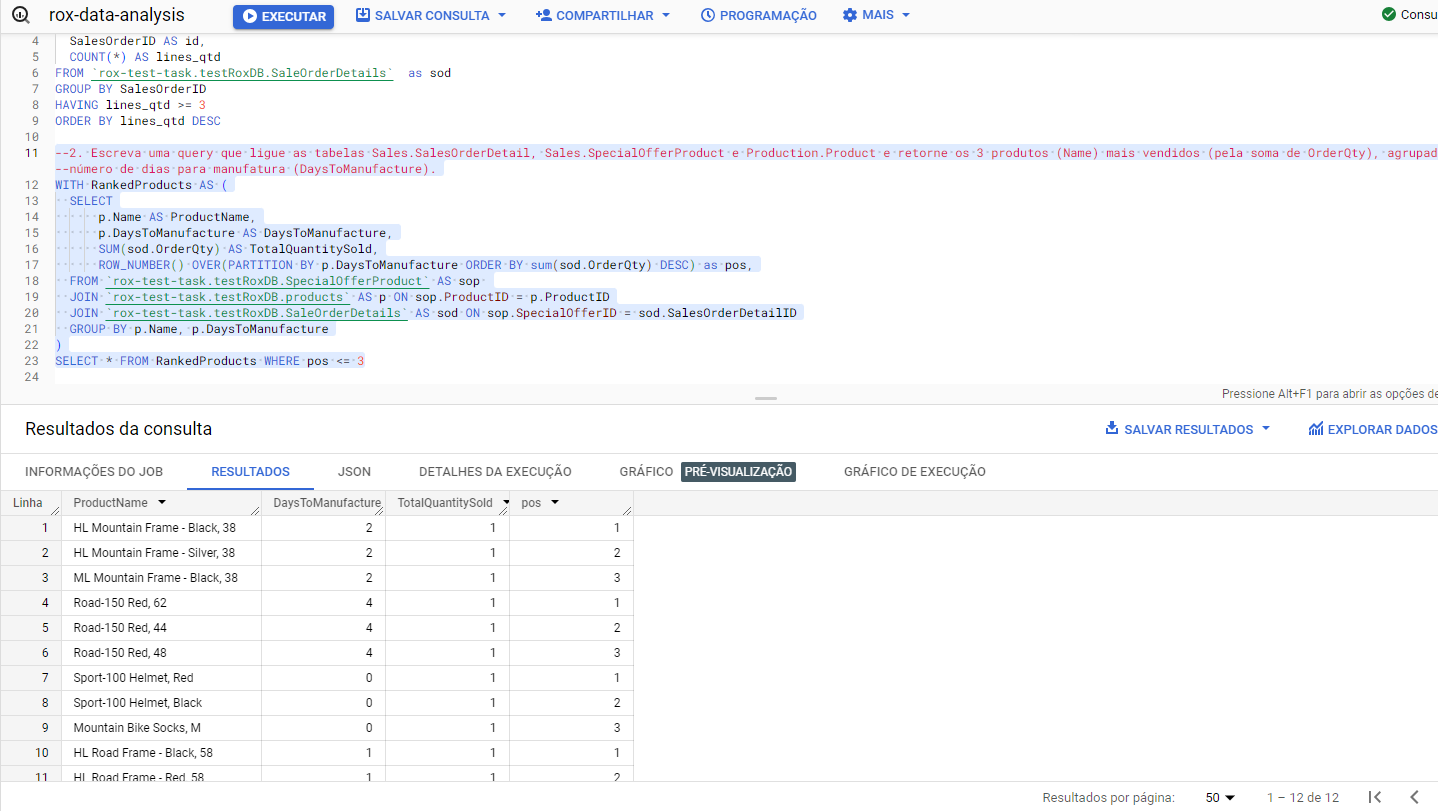 rox-data-analysis EXECUTAR SALVAR CONSULTA COMPARTILHAR PROGRAMAÇÃO MAIS Consu
4 SalesOrderID AS id,
5 COUNT(*) AS lines_qtd
6 FROM `rox-test-task.testRoxDB.SaleOrderDetails` as sod
7 GROUP BY SalesOrderID
8 HAVING lines_qtd >= 3
9 ORDER BY lines_qtd DESC
10
11 --2. Escreva uma query que ligue as tabelas Sales.SalesOrderDetail, Sales.SpecialOfferProduct e Production.Product e retorne os 3 produtos (Name) mais vendidos (pela soma de OrderQty), agrupad
--número de dias para manufatura (DaysToManufacture).
12 WITH RankedProducts AS (
13 SELECT
14 p.Name AS ProductName,
15 p.DaysToManufacture AS DaysToManufacture,
16 SUM(sod.OrderQty) AS TotalQuantitySold,
17 ROW_NUMBER() OVER(PARTITION BY p.DaysToManufacture ORDER BY sum(sod.OrderQty) DESC) as pos,
18 FROM `rox-test-task.testRoxDB.SpecialOfferProduct` AS sop
19 JOIN `rox-test-task.testRoxDB.products` AS p ON sop.ProductID = p.ProductID
20 JOIN `rox-test-task.testRoxDB.SaleOrderDetails` AS sod ON sop.SpecialOfferID = sod.SalesOrderDetailID
21 GROUP BY p.Name, p.DaysToManufacture
22 )
23 SELECT * FROM RankedProducts WHERE pos <= 3
24
Pressione Alt+F1 para abrir as opções de
Resultados da consulta SALVAR RESULTADOS EXPLORAR DADOS
INFORMAÇÕES DO JOB RESULTADOS JSON DETALHES DA EXECUÇÃO GRÁFICO PRÉ-VISUALIZAÇÃO GRÁFICO DE EXECUÇÃO
Linha ProductName DaysToManufacture TotalQuantitySold pos
1 HL Mountain Frame - Black, 38 2 1 1
2 HL Mountain Frame - Silver, 38 2 1 2
3 ML Mountain Frame - Black, 38 2 1 3
4 Road-150 Red, 62 4 1 1
5 Road-150 Red, 44 4 1 2
6 Road-150 Red, 48 4 1 3
7 Sport-100 Helmet, Red 0 1 1
8 Sport-100 Helmet, Black 0 1 2
9 Mountain Bike Socks, M 0 1 3
10 HL Road Frame - Black, 58 1 1 1
11 HL Road Frame - Red, 58 1 1 2
Resultados por página: 50 1 – 12 de 12